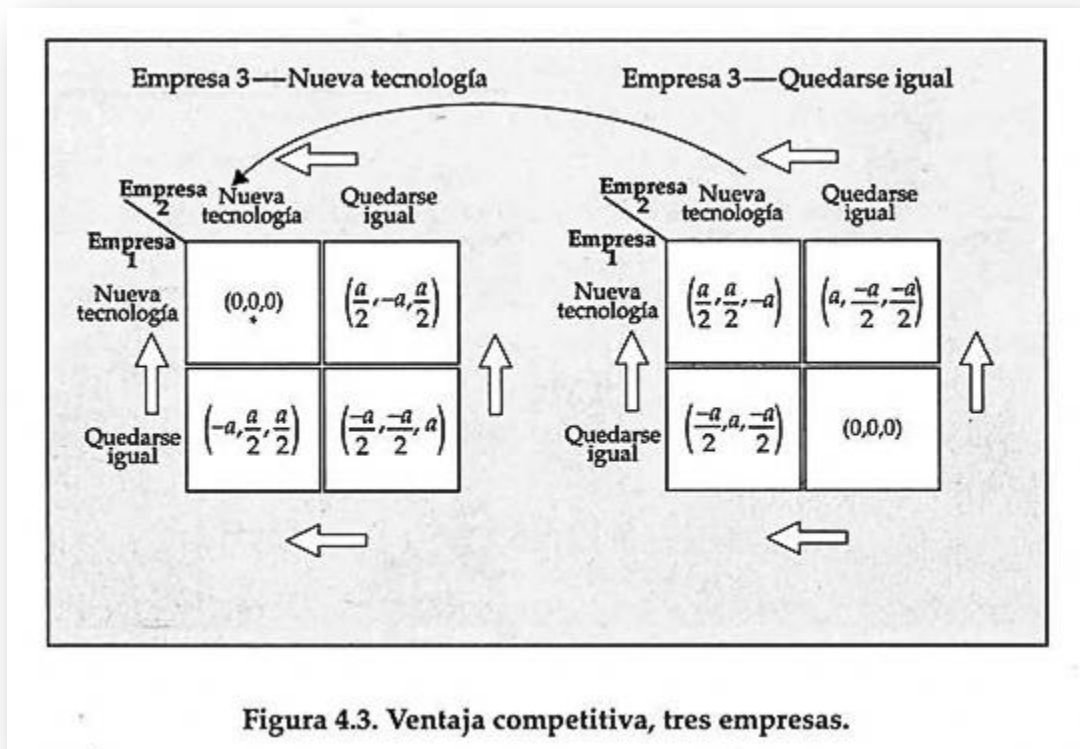 Empresa 3—Nueva tecnología
Empresa 3—Quedarse igual
Empresa 2
Nueva tecnología
Quedarse igual
Empresa 1
Nueva tecnología
(0,0,0)
*
(a/2,-a,a/2)
Quedarse igual
(-a,a/2,a/2)
(-a/2,-a/2,a)
Empresa 2
Nueva tecnología
Quedarse igual
Empresa 1
Nueva tecnología
(a/2,a/2,-a)
(a,-a/2,-a/2)
Quedarse igual
(-a/2,a,-a/2)
(0,0,0)
Figura 4.3. Ventaja competitiva, tres empresas.